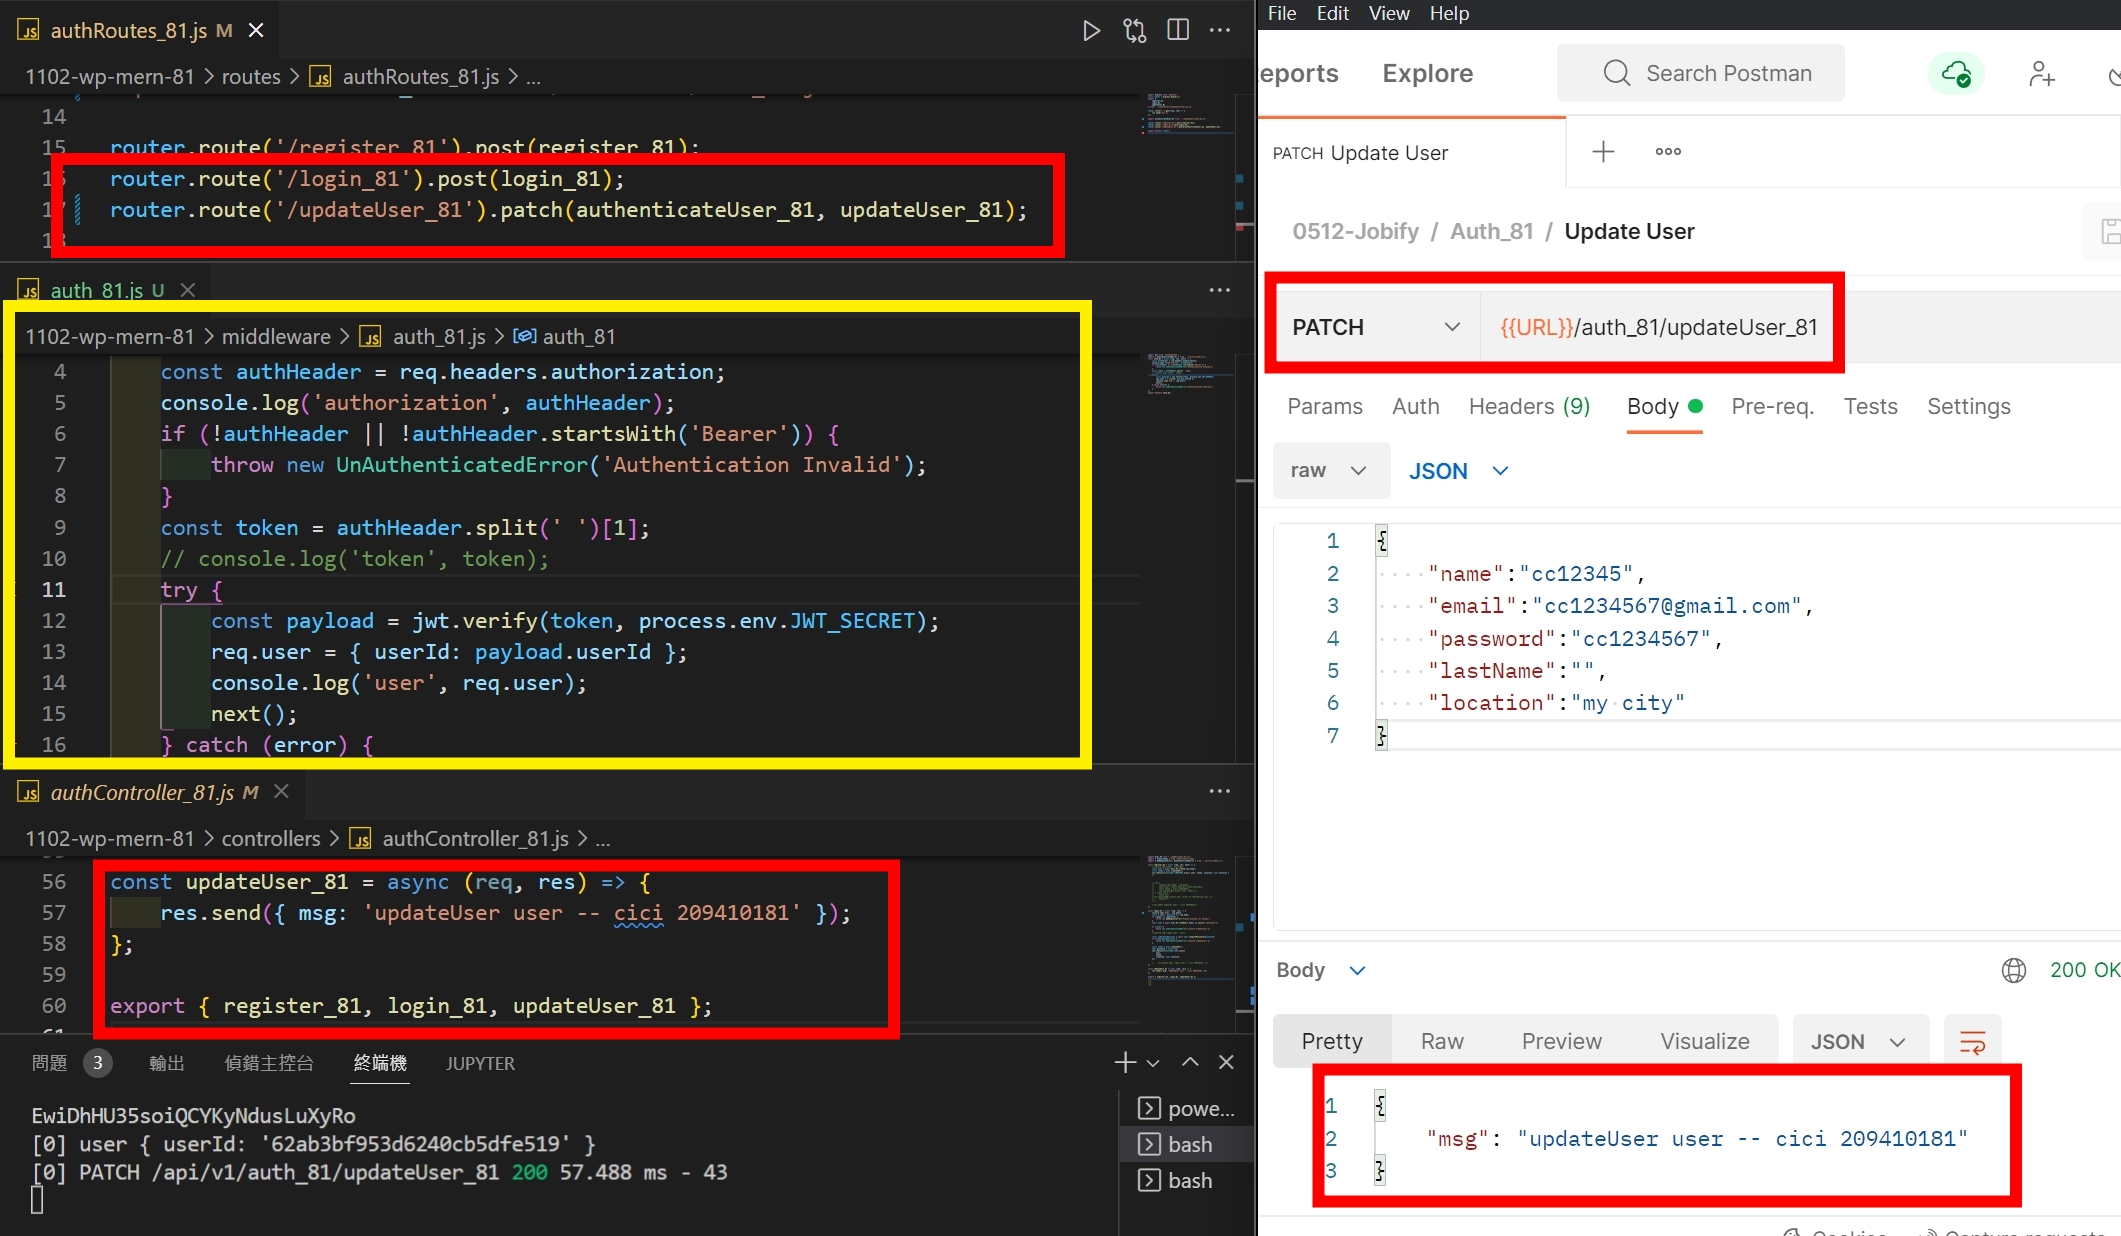 authRoutes_81.js M
1102-wp-mern-81 > routes > authRoutes_81.js > ...
14
15 router.route('/register_81').post(register_81);
16 router.route('/login_81').post(login_81);
17 router.route('/updateUser_81').patch(authenticateUser_81, updateUser_81);
18
auth_81.js U
1102-wp-mern-81 > middleware > auth_81.js > auth_81
4 const authHeader = req.headers.authorization;
5 console.log('authorization', authHeader);
6 if (!authHeader || !authHeader.startsWith('Bearer')) {
7 throw new UnAuthenticatedError('Authentication Invalid');
8 }
9 const token = authHeader.split(' ')[1];
10 // console.log('token', token);
11 try {
12 const payload = jwt.verify(token, process.env.JWT_SECRET);
13 req.user = { userId: payload.userId };
14 console.log('user', req.user);
15 next();
16 } catch (error) {
authController_81.js M
1102-wp-mern-81 > controllers > authController_81.js > ...
56 const updateUser_81 = async (req, res) => {
57 res.send({ msg: 'updateUser user -- cici 209410181' });
58 };
59
60 export { register_81, login_81, updateUser_81 };
問題 3 輸出 偵錯主控台 終端機 JUPYTER
EwiDhHU35soiQCYKyNdusLuXyRo
[0] user { userId: '62ab3bf953d6240cb5dfe519' }
[0] PATCH /api/v1/auth_81/updateUser_81 200 57.488 ms - 43
powe...
bash
bash
File Edit View Help
eports Explore Search Postman
PATCH Update User
0512-Jobify / Auth_81 / Update User
PATCH {{URL}}/auth_81/updateUser_81
Params Auth Headers (9) Body Pre-req. Tests Settings
raw JSON
1 {
2 "name":"cc12345",
3 "email":"cc1234567@gmail.com",
4 "password":"cc1234567",
5 "lastName":"",
6 "location":"my city"
7 }
Body 200 OK
Pretty Raw Preview Visualize JSON
1 {
2 "msg": "updateUser user -- cici 209410181"
3 }
Cookies Capture requests